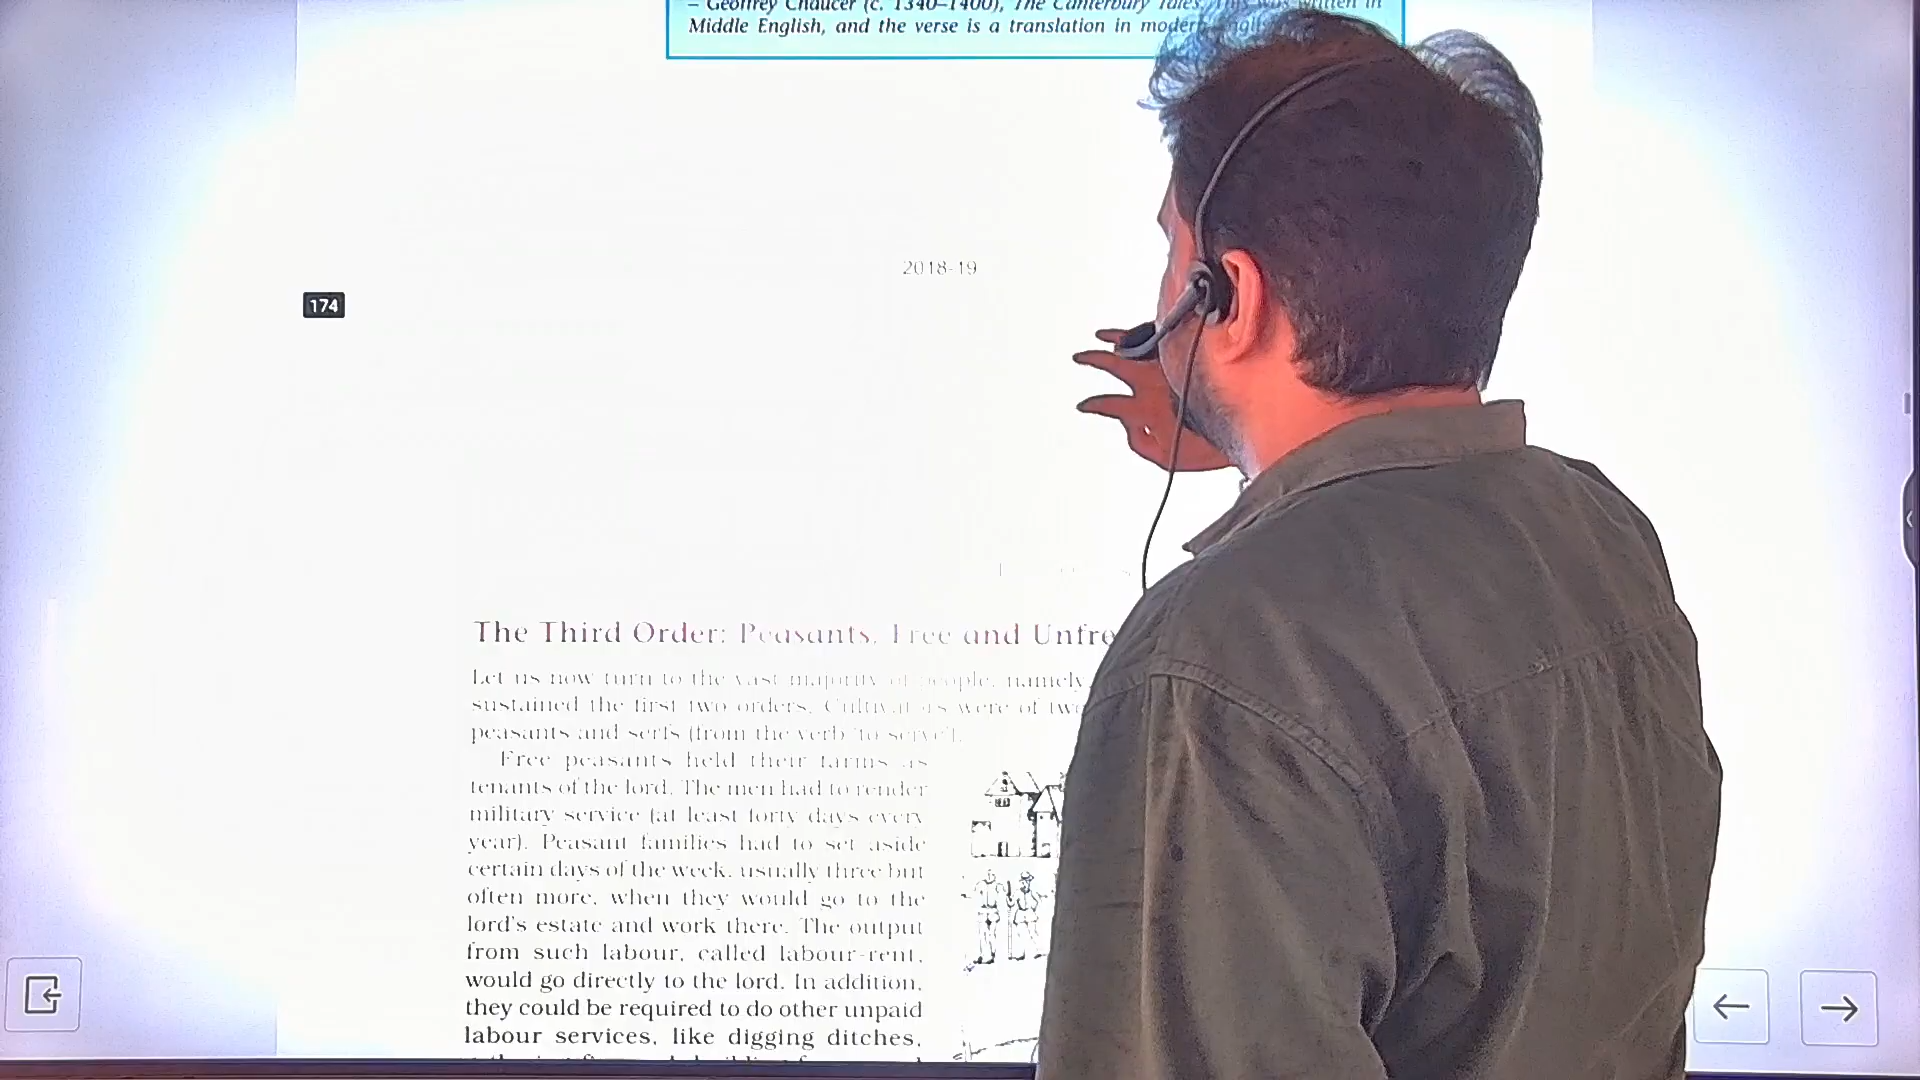 – Geoffrey Chaucer (c. 1340–1400), The Canterbury Tales. This was written in
Middle English, and the verse is a translation in modern
2018-19
174
The Third Order: Peasants, Free and Unfre
Let us now turn to the vast majority of people, namely,
sustained the first two orders. Cultivators were of two
peasants and serfs (from the verb 'to serve').
Free peasants held their farms as
tenants of the lord. The men had to render
military service (at least forty days every
year). Peasant families had to set aside
certain days of the week, usually three but
often more, when they would go to the
lord's estate and work there. The output
from such labour, called labour-rent,
would go directly to the lord. In addition,
they could be required to do other unpaid
labour services, like digging ditches,